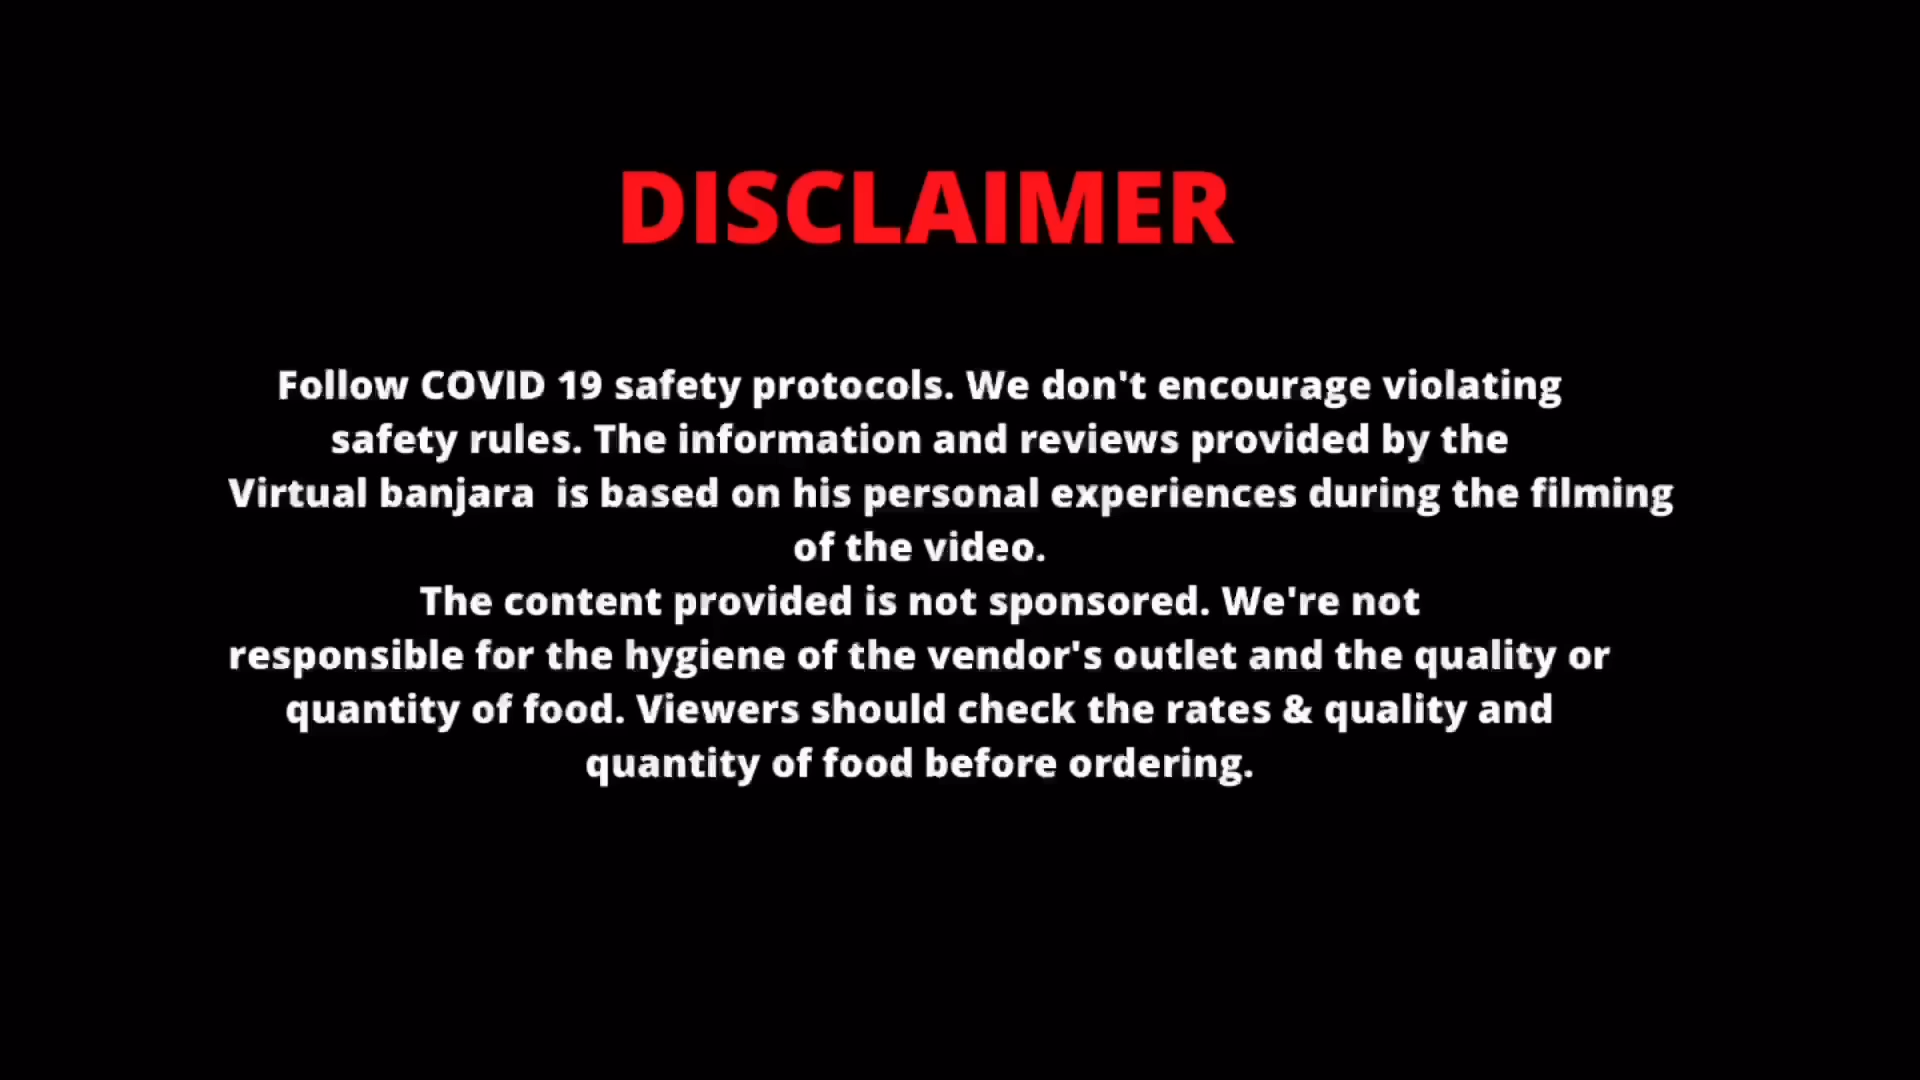 DISCLAIMER
Follow COVID 19 safety protocols. We don't encourage violating
safety rules. The information and reviews provided by the
Virtual banjara  is based on his personal experiences during the filming
of the video.
The content provided is not sponsored. We're not
responsible for the hygiene of the vendor's outlet and the quality or
quantity of food. Viewers should check the rates & quality and
quantity of food before ordering.